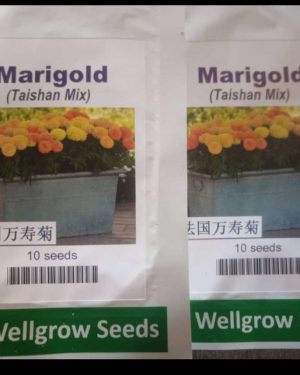 Marigold
(Taishan Mix)
国万寿菊
10 seeds
Wellgrow Seeds
Marigold
(Taishan Mix)
法国万寿菊
10 seeds
Wellgrow